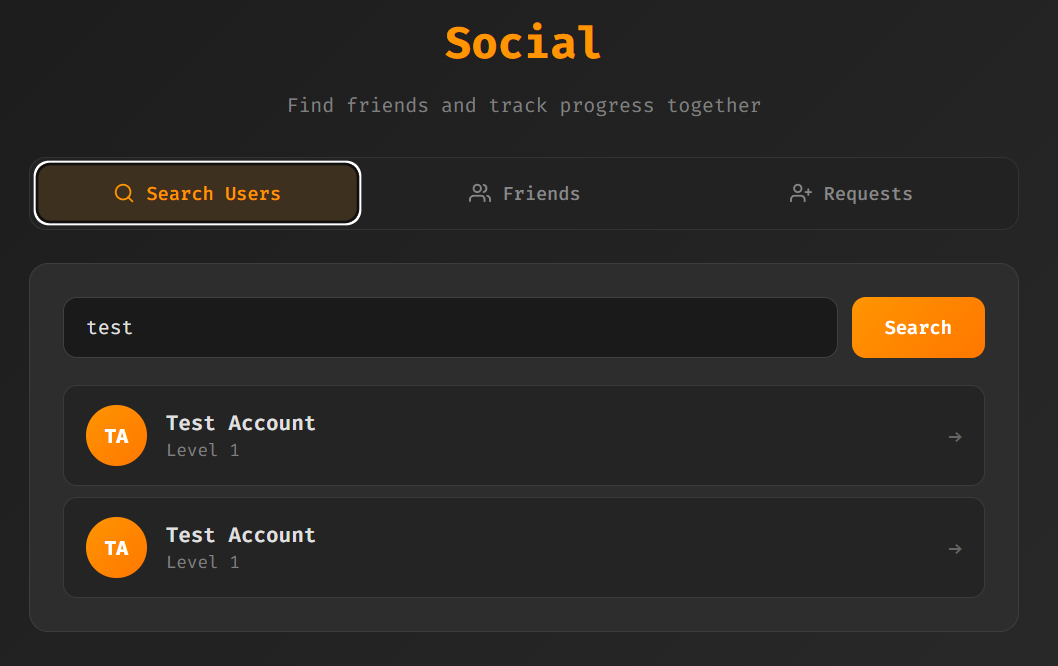 Social
Find friends and track progress together
Search Users
Friends
Requests
test
Search
TA
Test Account
Level 1
TA
Test Account
Level 1